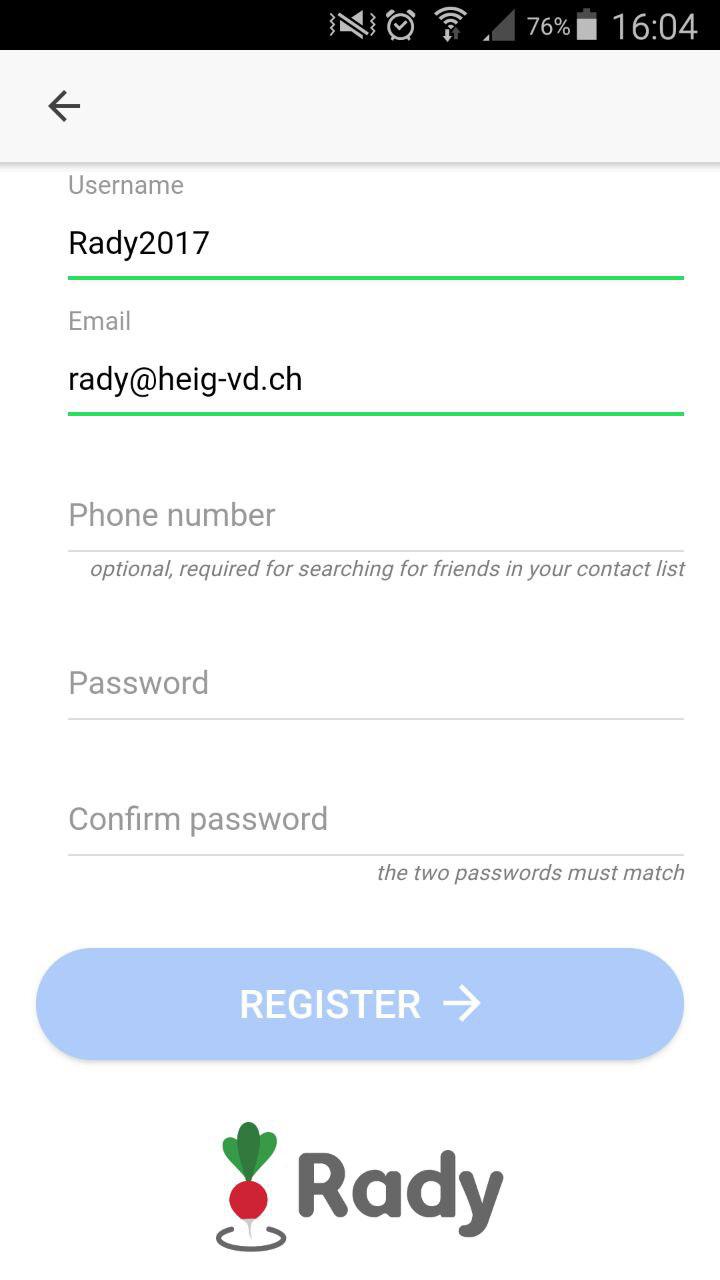 76% 16:04
Username
Rady2017
Email
rady@heig-vd.ch
Phone number
optional, required for searching for friends in your contact list
Password
Confirm password
the two passwords must match
REGISTER
Rady